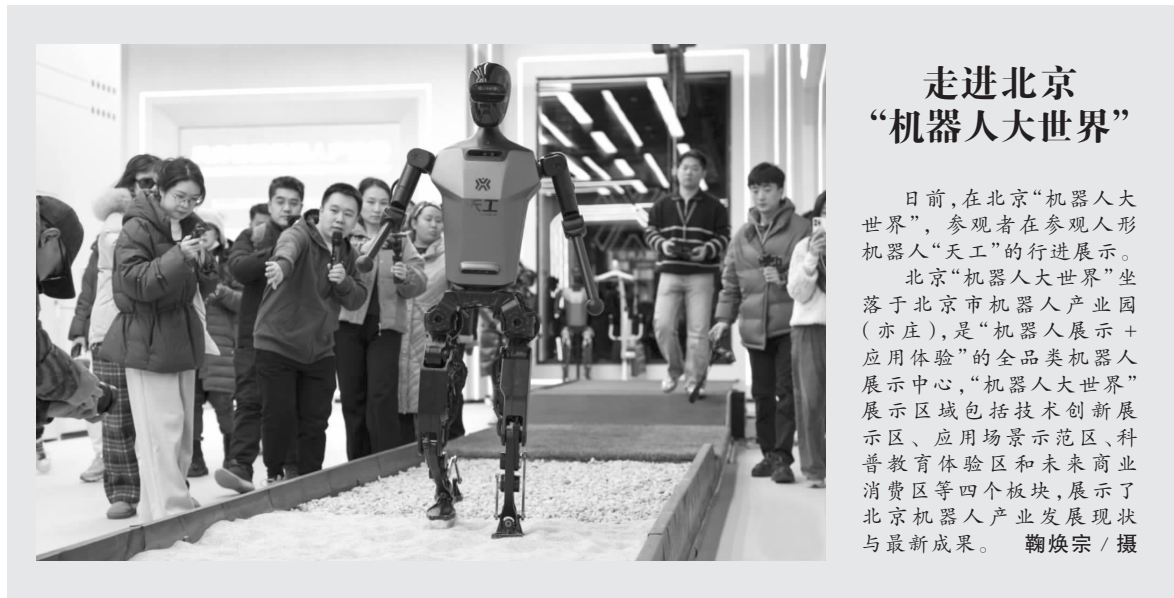 走进北京
“机器人大世界”
日前,在北京“机器人大
世界”,参观者在参观人形
机器人“天工”的行进展示。
北京“机器人大世界”坐
落于北京市机器人产业园
(亦庄),是“机器人展示+
应用体验”的全品类机器人
展示中心,“机器人大世界”
展示区域包括技术创新展
示区、应用场景示范区、科
普教育体验区和未来商业
消费区等四个板块,展示了
北京机器人产业发展现状
与最新成果。 鞠焕宗/摄
天工